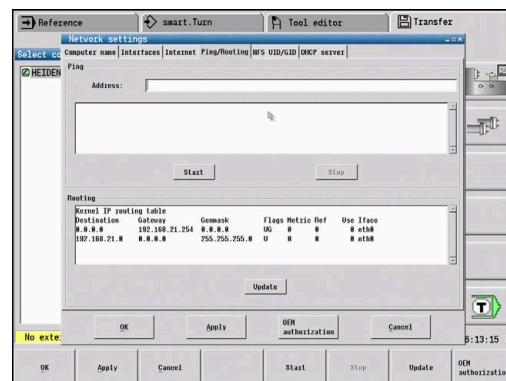 Reference
smart.Turn
Tool editor
Transfer
Network settings
Select co
Computer name Interfaces Internet Ping/Routing NFS UID/GID DHCP server
HEIDEN
Ping
Address:
Start
Stop
Routing
Kernel IP routing table
Destination Gateway Genmask Flags Metric Ref Use Iface
0.0.0.0 192.168.21.254 0.0.0.0 UG 0 0 0 eth0
192.168.21.0 0.0.0.0 255.255.255.0 U 0 0 0 eth0
Update
OK
Apply
OEM
authorization
Cancel
T
No exte
6:13:15
OK
Apply
Cancel
Start
Stop
Update
OEM
authorizatio